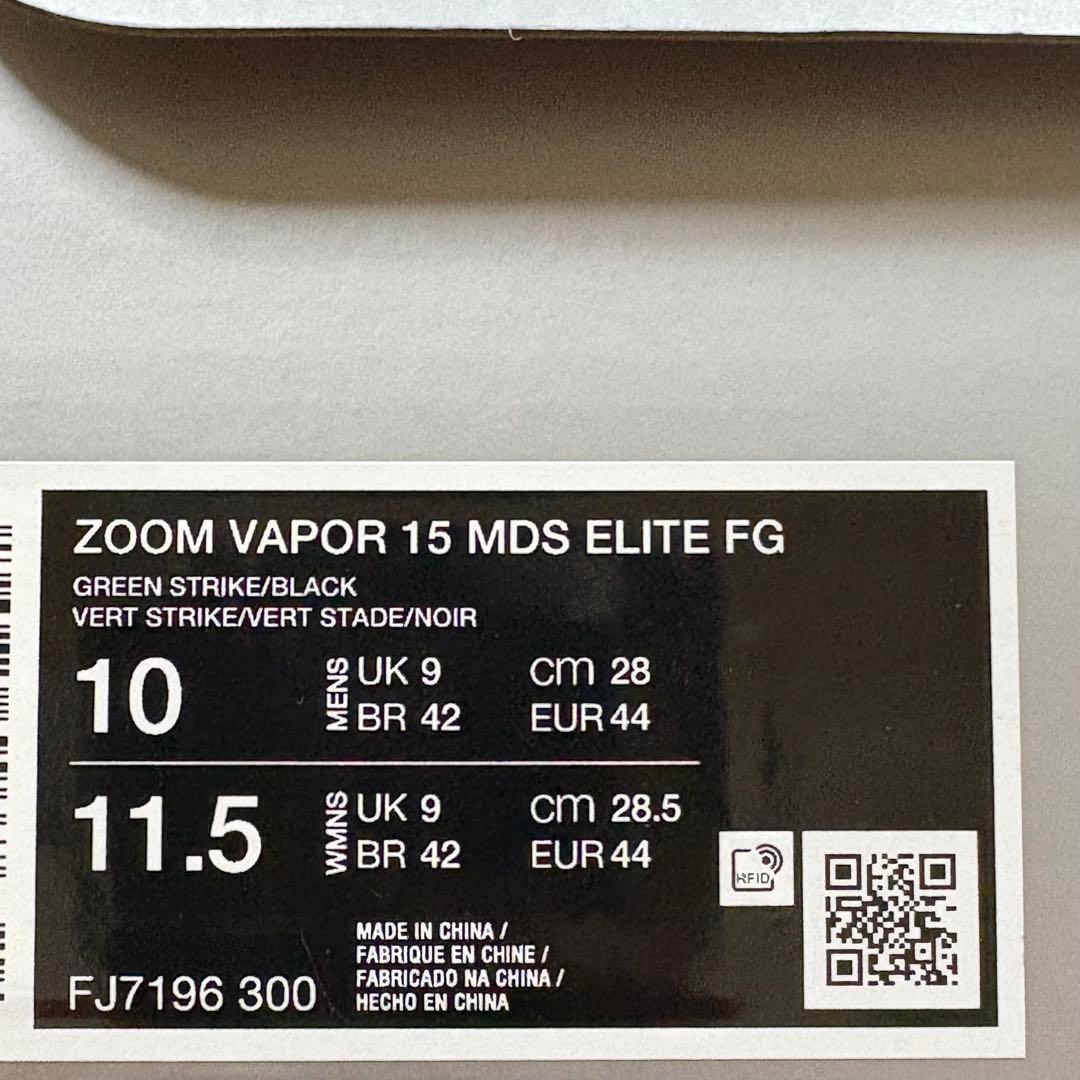 ZOOM VAPOR 15 MDS ELITE FG
GREEN STRIKE/BLACK
VERT STRIKE/VERT STADE/NOIR
10 MENS UK 9 cm 28
BR 42 EUR 44
11.5 WMNS UK 9 cm 28.5
BR 42 EUR 44
RFID
MADE IN CHINA /
FABRIQUE EN CHINE /
FABRICADO NA CHINA /
HECHO EN CHINA
FJ7196 300